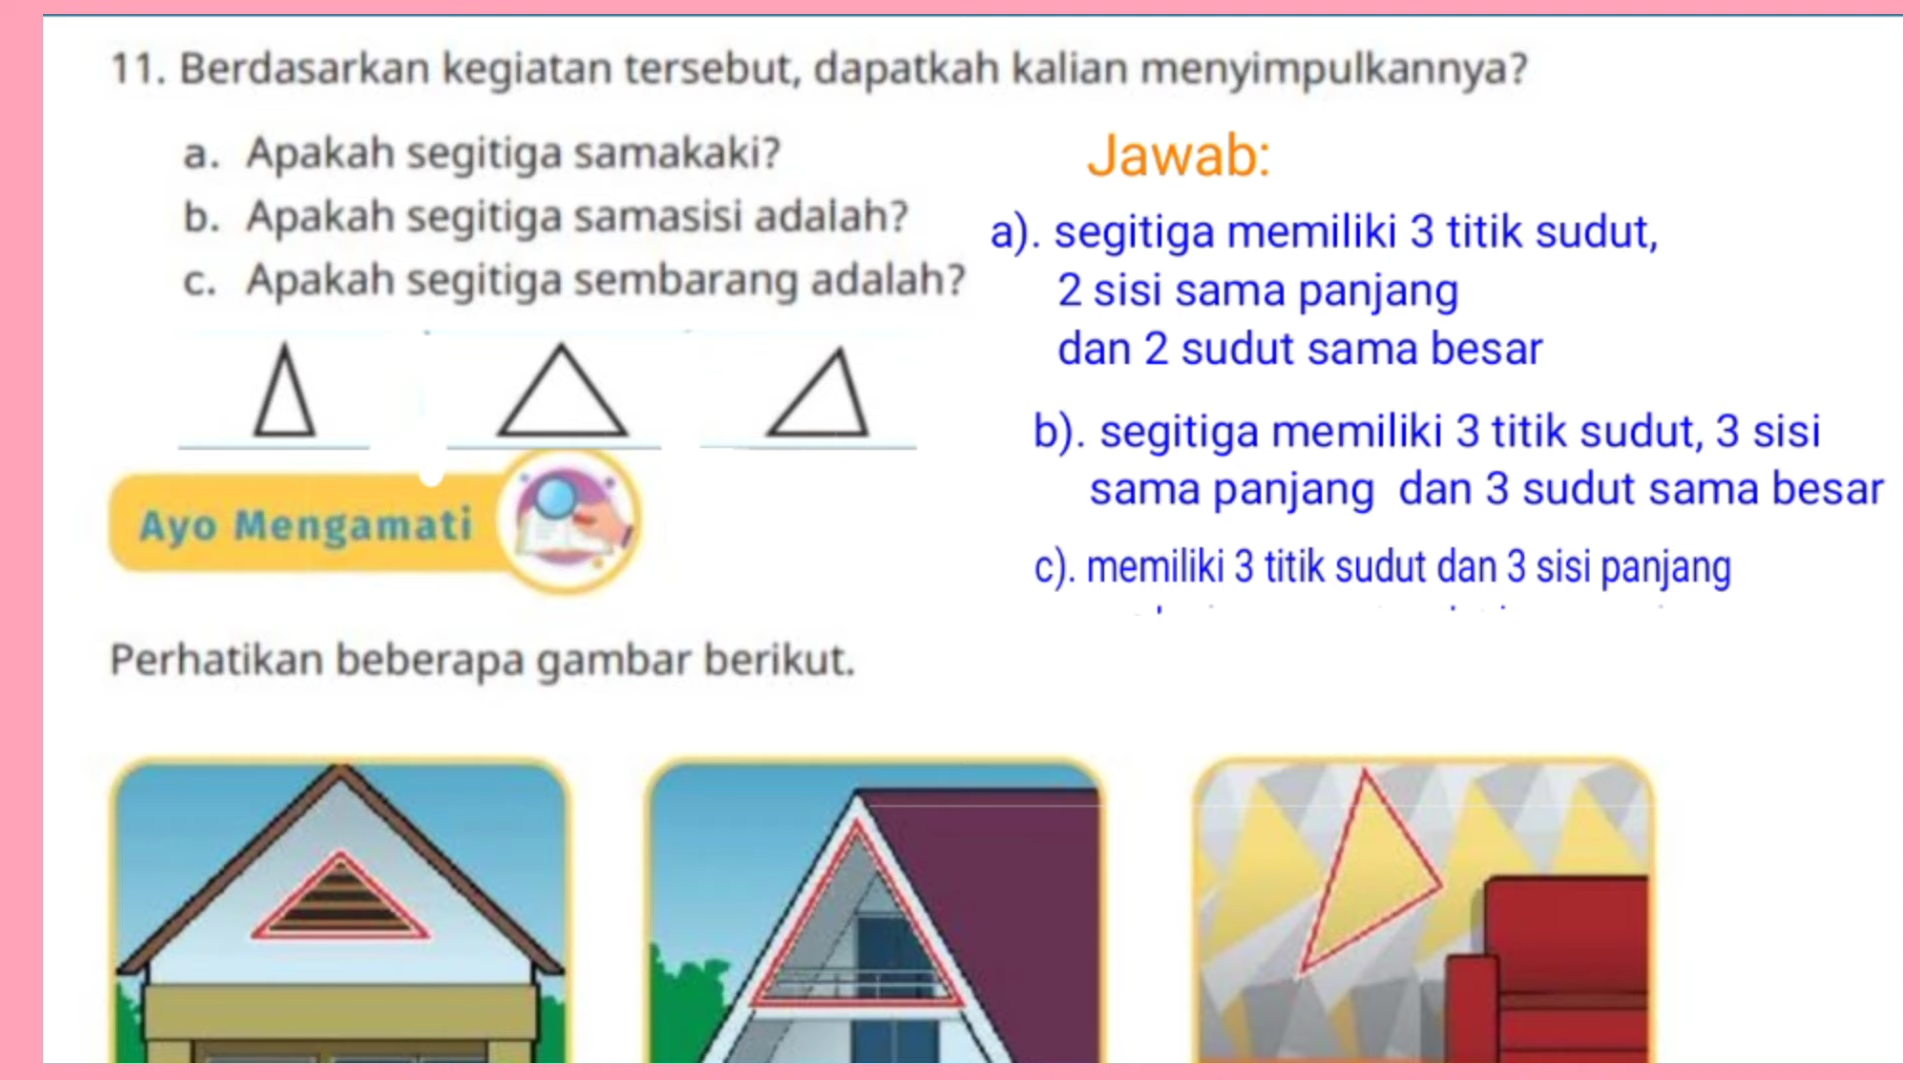 11. Berdasarkan kegiatan tersebut, dapatkah kalian menyimpulkannya?
a. Apakah segitiga samakaki?
b. Apakah segitiga samasisi adalah?
c. Apakah segitiga sembarang adalah?
Jawab:
a). segitiga memiliki 3 titik sudut,
2 sisi sama panjang
dan 2 sudut sama besar
b). segitiga memiliki 3 titik sudut, 3 sisi
sama panjang dan 3 sudut sama besar
c). memiliki 3 titik sudut dan 3 sisi panjang
Ayo Mengamati
Perhatikan beberapa gambar berikut.